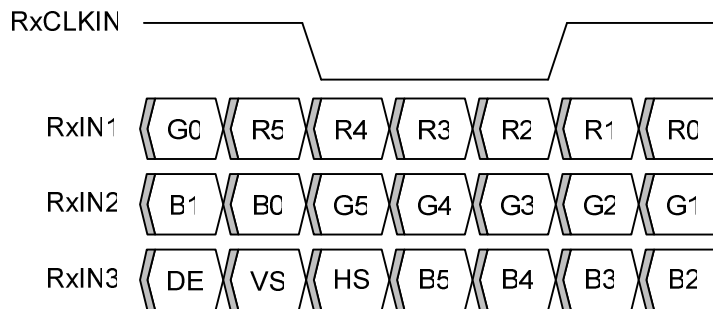 RxCLKIN
RxIN1 G0 R5 R4 R3 R2 R1 R0
RxIN2 B1 B0 G5 G4 G3 G2 G1
RxIN3 DE VS HS B5 B4 B3 B2